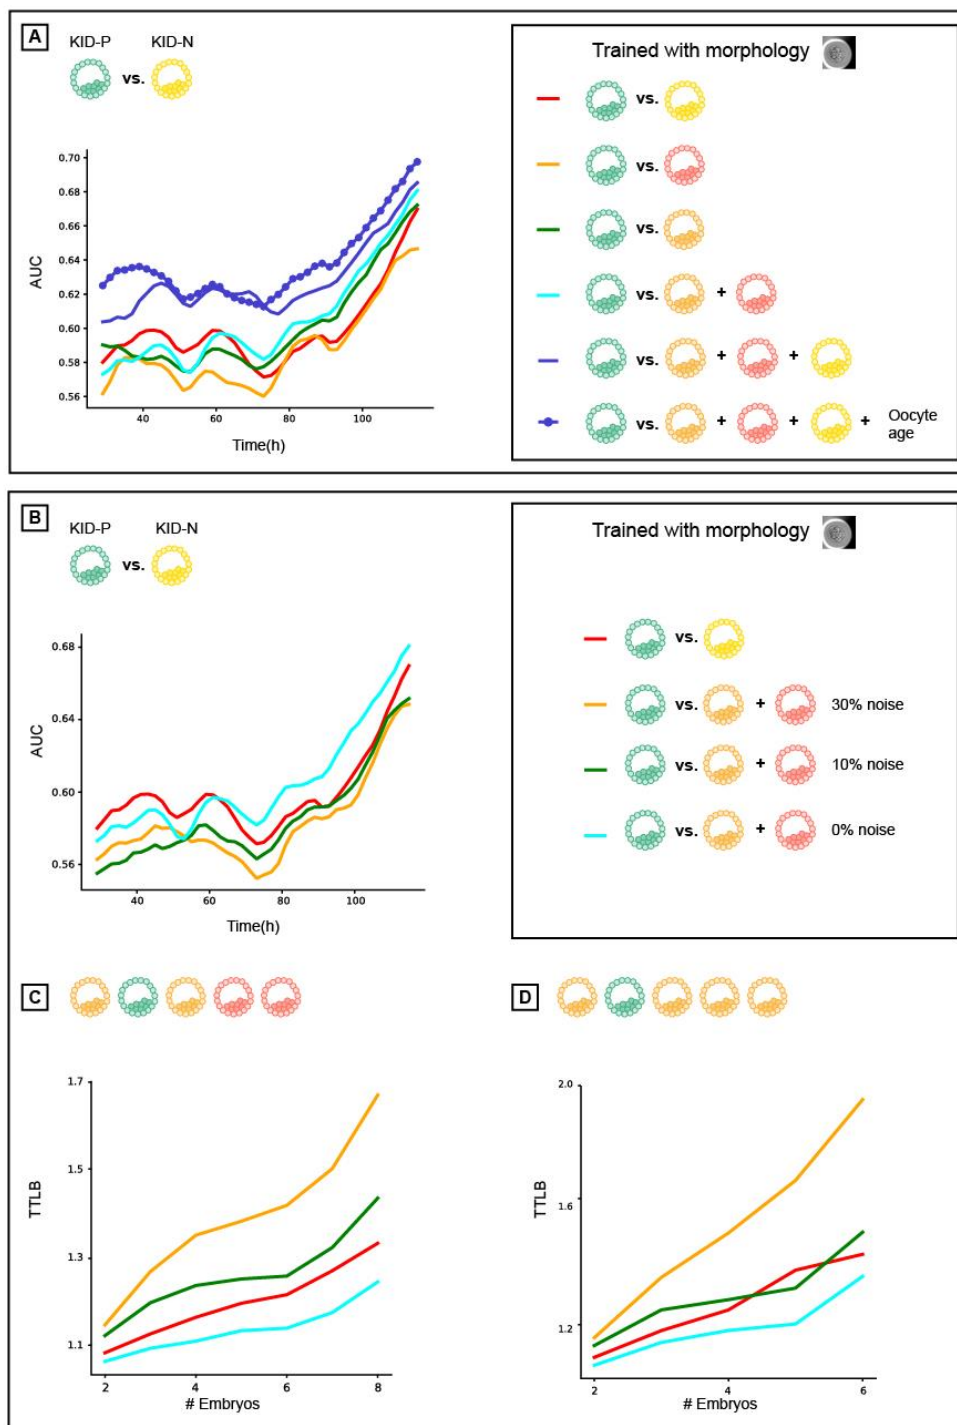 A
KID-P KID-N
vs.
0.70
0.68
0.66
0.64
0.62
0.60
0.58
0.56
AUC
40 60 80 100
Time(h)
Trained with morphology
vs.
vs.
vs.
vs. +
vs. + +
vs. + + + Oocyte
age
B
KID-P KID-N
vs.
0.68
0.64
0.60
0.56
AUC
40 60 80 100
Time(h)
Trained with morphology
vs.
vs. + 30% noise
vs. + 10% noise
vs. + 0% noise
C
1.7
1.5
1.3
1.1
TTLB
2 4 6 8
# Embryos
D
2.0
1.6
1.2
TTLB
2 4 6
# Embryos